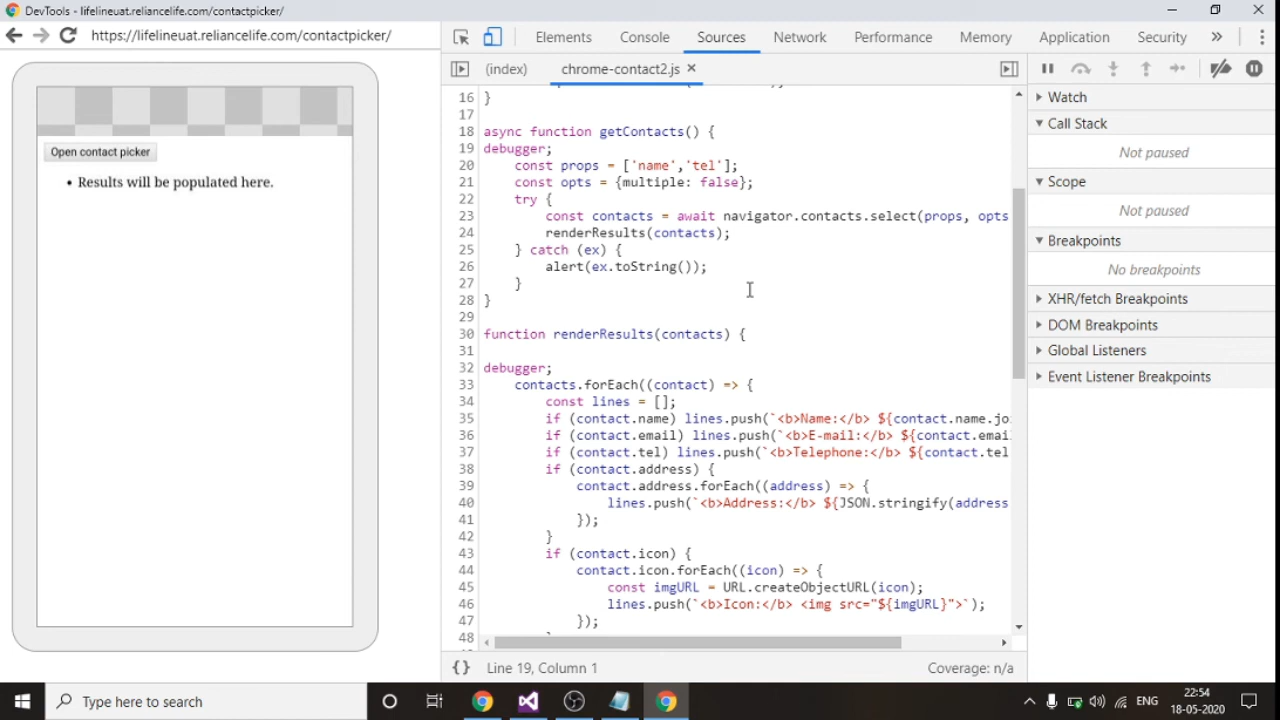 DevTools - lifelineuat.reliancelife.com/contactpicker/
https://lifelineuat.reliancelife.com/contactpicker/
Elements Console Sources Network Performance Memory Application Security »
(index) chrome-contact2.js ×
Open contact picker
• Results will be populated here.
16 }
17
18 async function getContacts() {
19 debugger;
20 const props = ['name','tel'];
21 const opts = {multiple: false};
22 try {
23 const contacts = await navigator.contacts.select(props, opts
24 renderResults(contacts);
25 } catch (ex) {
26 alert(ex.toString());
27 }
28 }
29
30 function renderResults(contacts) {
31
32 debugger;
33 contacts.forEach((contact) => {
34 const lines = [];
35 if (contact.name) lines.push(`<b>Name:</b> ${contact.name.jo
36 if (contact.email) lines.push(`<b>E-mail:</b> ${contact.emai
37 if (contact.tel) lines.push(`<b>Telephone:</b> ${contact.tel
38 if (contact.address) {
39 contact.address.forEach((address) => {
40 lines.push(`<b>Address:</b> ${JSON.stringify(address
41 });
42 }
43 if (contact.icon) {
44 contact.icon.forEach((icon) => {
45 const imgURL = URL.createObjectURL(icon);
46 lines.push(`<b>Icon:</b> <img src="${imgURL}">`);
47 });
48
{} Line 19, Column 1 Coverage: n/a
Watch
Call Stack
Not paused
Scope
Not paused
Breakpoints
No breakpoints
XHR/fetch Breakpoints
DOM Breakpoints
Global Listeners
Event Listener Breakpoints
Type here to search
ENG
22:54
18-05-2020